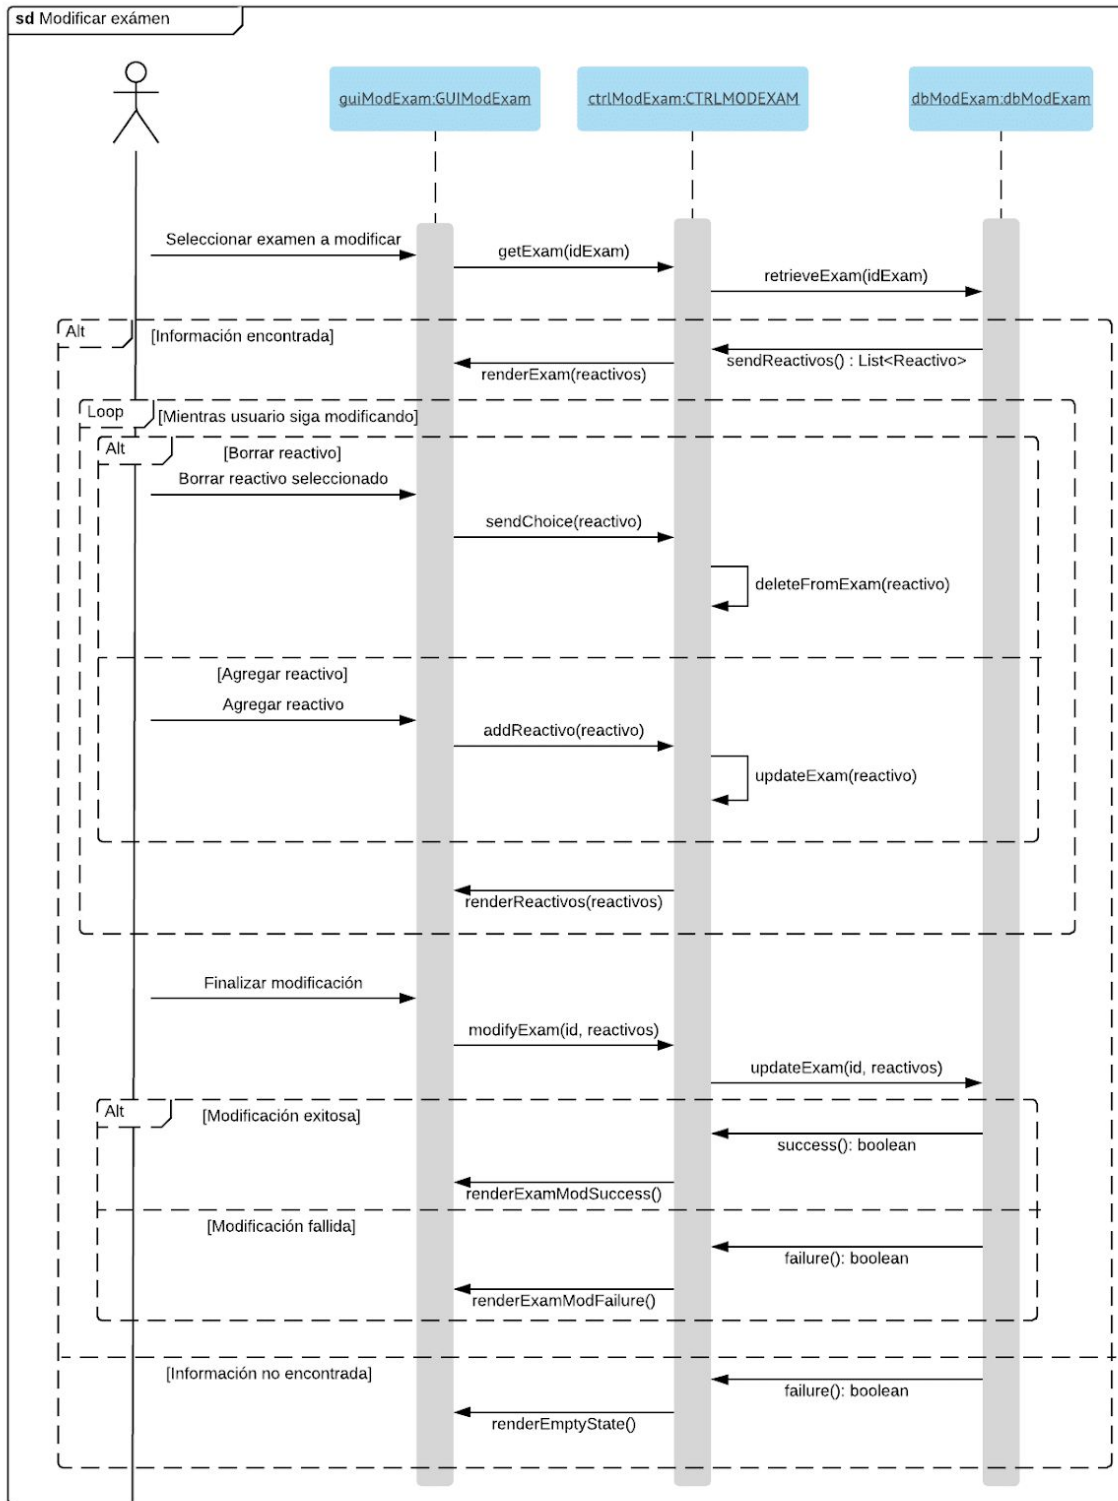 sd Modificar exámen
guiModExam:GUIModExam
ctrlModExam:CTRLMODEXAM
dbModExam:dbModExam
Seleccionar examen a modificar
getExam(idExam)
retrieveExam(idExam)
Alt
[Información encontrada]
sendReactivos() : List<Reactivo>
renderExam(reactivos)
Loop
[Mientras usuario siga modificando]
Alt
[Borrar reactivo]
Borrar reactivo seleccionado
sendChoice(reactivo)
deleteFromExam(reactivo)
[Agregar reactivo]
Agregar reactivo
addReactivo(reactivo)
updateExam(reactivo)
renderReactivos(reactivos)
Finalizar modificación
modifyExam(id, reactivos)
updateExam(id, reactivos)
Alt
[Modificación exitosa]
success(): boolean
renderExamModSuccess()
[Modificación fallida]
failure(): boolean
renderExamModFailure()
[Información no encontrada]
failure(): boolean
renderEmptyState()